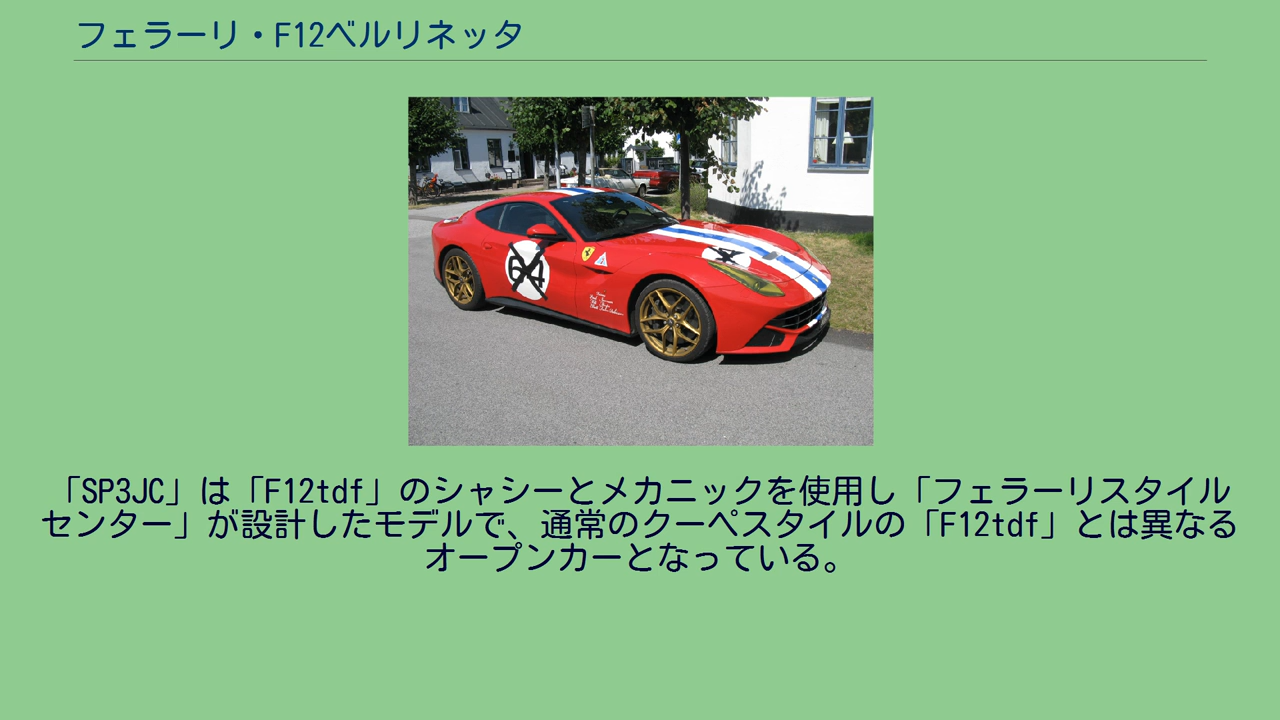 フェラーリ・F12ベルリネッタ
64
「SP3JC」は「F12tdf」のシャシーとメカニックを使用し「フェラーリスタイル
センター」が設計したモデルで、通常のクーペスタイルの「F12tdf」とは異なる
オープンカーとなっている。